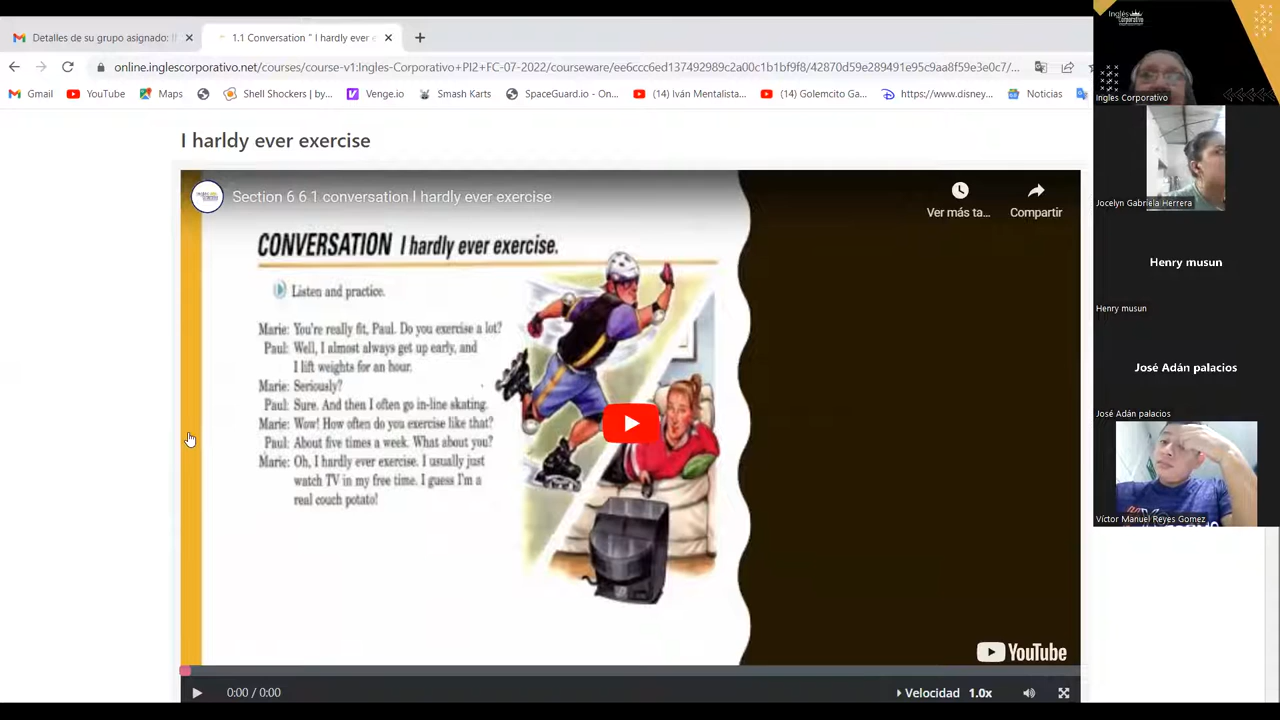 Detalles de su grupo asignado: I
1.1 Conversation " I hardly ever e
online.inglescorporativo.net/courses/course-v1:Ingles-Corporativo+PI2+FC-07-2022/courseware/ee6ccc6ed137492989c2a00c1b1bf9f8/42870d59e289491e95c9aa8f59e3e0c7/...
Gmail
YouTube
Maps
Shell Shockers | by...
Venge.io
Smash Karts
SpaceGuard.io - On...
(14) Iván Mentalista...
(14) Golemcito Ga...
https://www.disney...
Noticias
I harldy ever exercise
Section 6 6 1 conversation I hardly ever exercise
Ver más ta...
Compartir
CONVERSATION I hardly ever exercise.
Listen and practice.
Marie: You're really fit, Paul. Do you exercise a lot?
Paul: Well, I almost always get up early, and
I lift weights for an hour.
Marie: Seriously?
Paul: Sure. And then I often go in-line skating.
Marie: Wow! How often do you exercise like that?
Paul: About five times a week. What about you?
Marie: Oh, I hardly ever exercise. I usually just
watch TV in my free time. I guess I'm a
real couch potato!
YouTube
0:00 / 0:00
Velocidad 1.0x
Inglés
Corporativo
Ingles Corporativo
Jocelyn Gabriela Herrera
Henry musun
Henry musun
José Adán palacios
José Adán palacios
Víctor Manuel Reyes Gomez